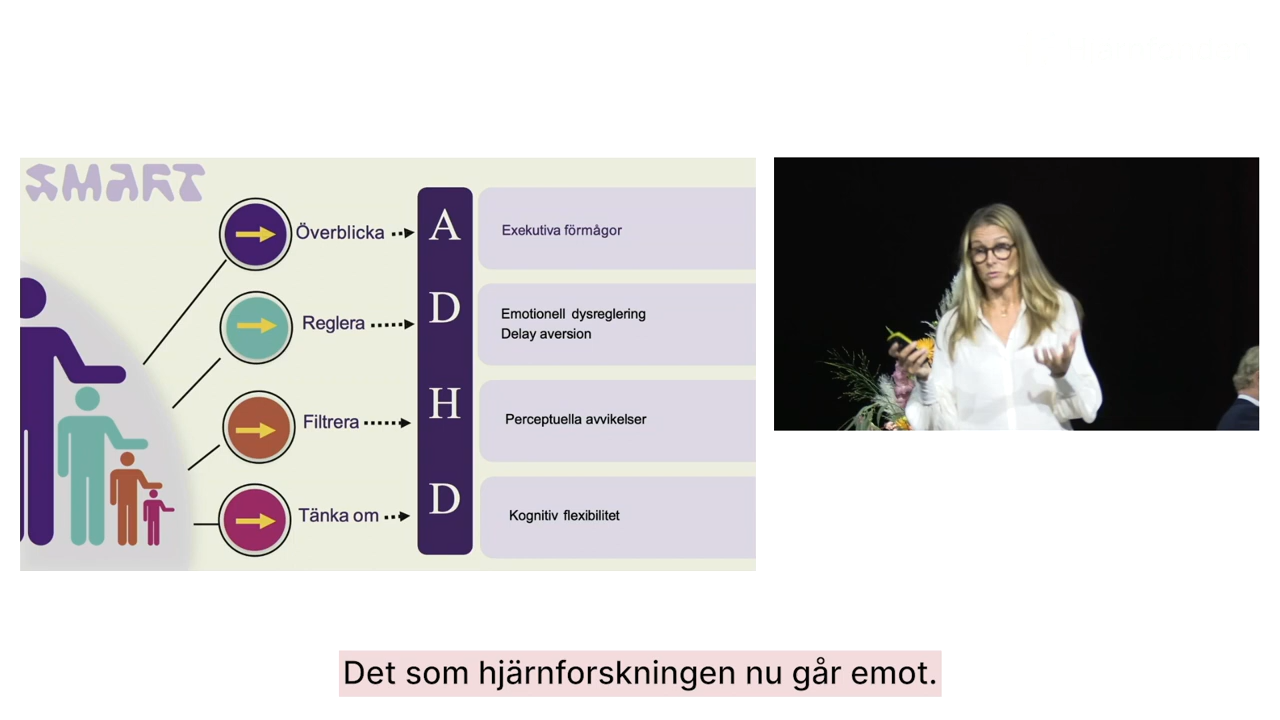 SMART
Överblicka
Reglera
Filtrera
Tänka om
A
D
H
D
Exekutiva förmågor
Emotionell dysreglering
Delay aversion
Perceptuella avvikelser
Kognitiv flexibilitet
Det som hjärnforskningen nu går emot.